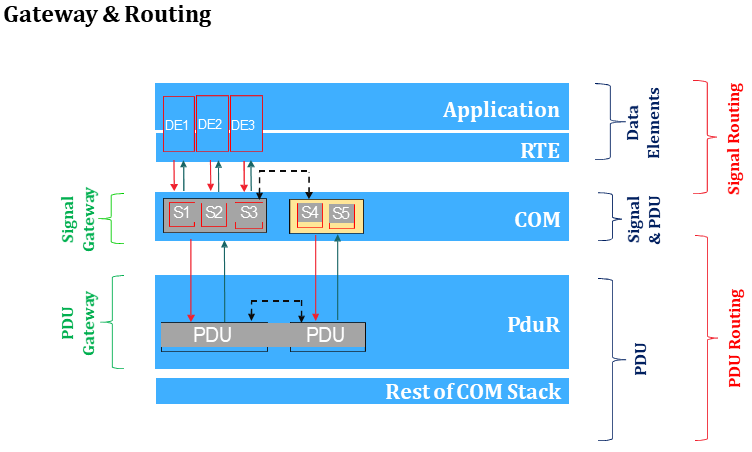 Gateway & Routing
Application
DE1
DE2
DE3
RTE
Data
Elements
Signal Routing
Signal
Gateway
S1
S2
S3
S4
S5
COM
Signal
& PDU
PDU
Gateway
PDU
PDU
PduR
PDU
PDU Routing
Rest of COM Stack